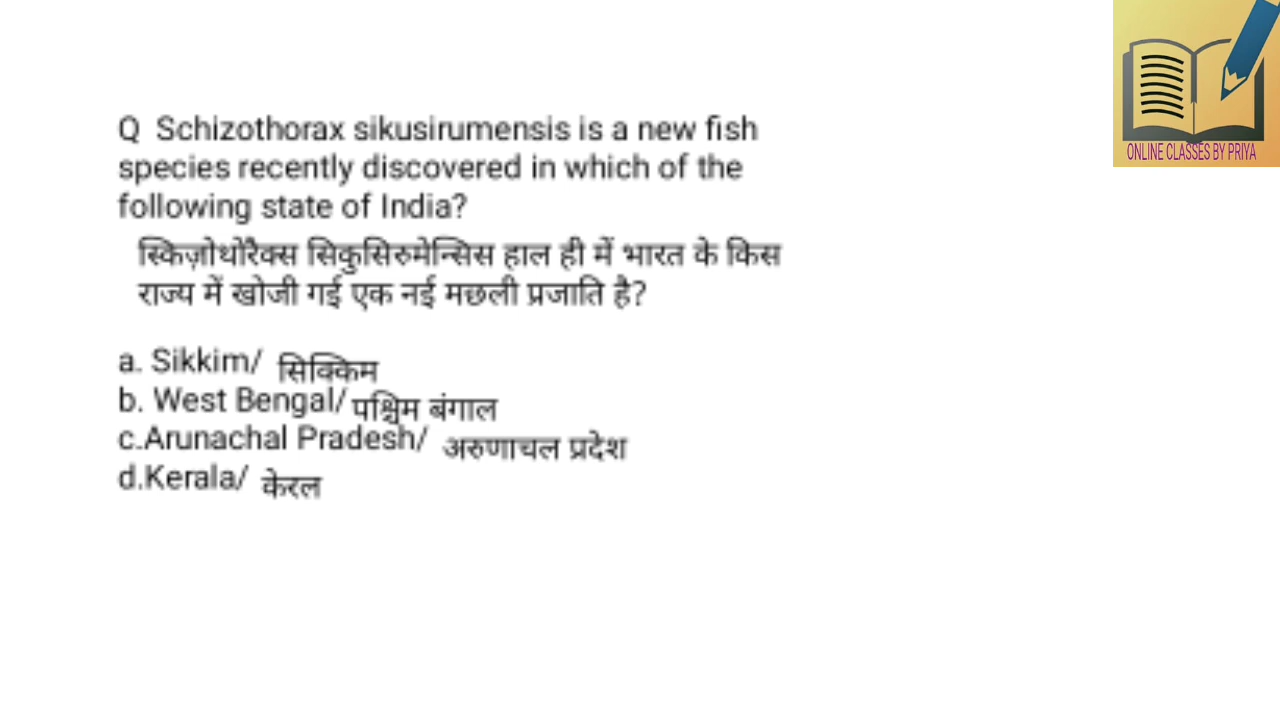 ONLINE CLASSES BY PRIYA
Q Schizothorax sikusirumensis is a new fish
species recently discovered in which of the
following state of India?
स्किज़ोथोरैक्स सिकुसिरुमेन्सिस हाल ही में भारत के किस
राज्य में खोजी गई एक नई मछली प्रजाति है?
a. Sikkim/ सिक्किम
b. West Bengal/ पश्चिम बंगाल
c.Arunachal Pradesh/ अरुणाचल प्रदेश
d.Kerala/ केरल